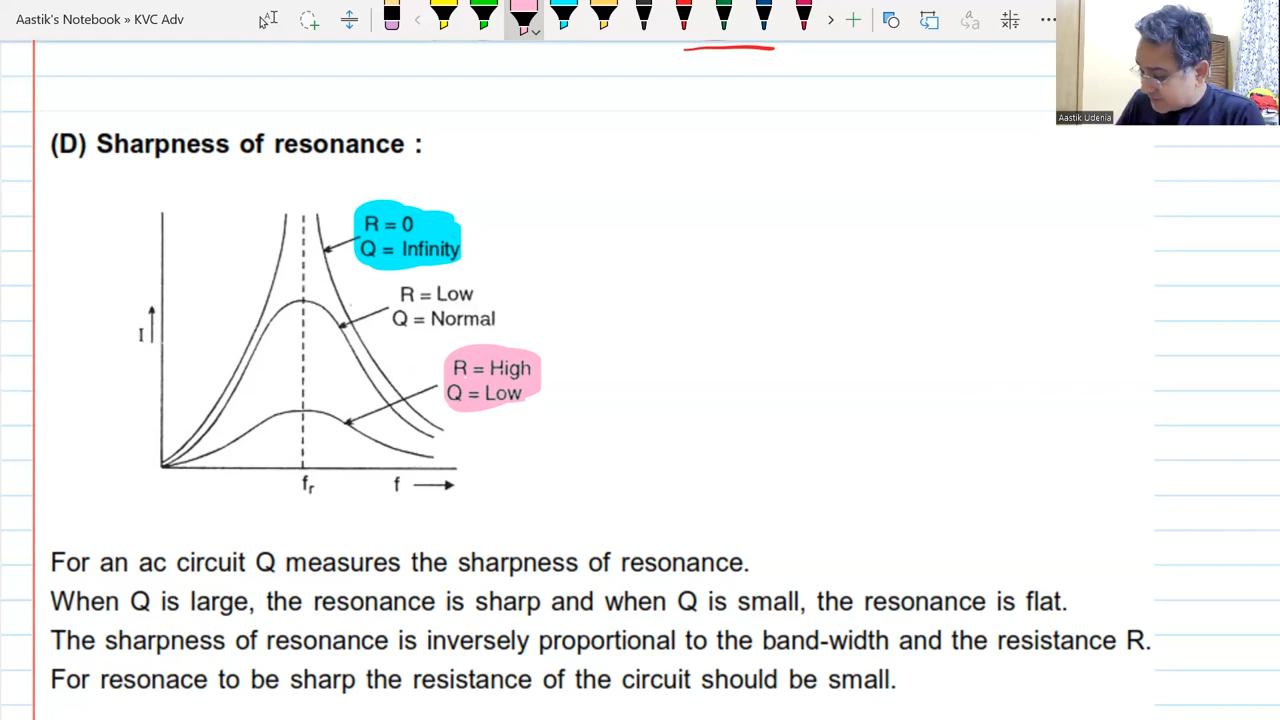 Aastik's Notebook » KVC Adv
Aastik Udenia
(D) Sharpness of resonance :
R = 0
Q = Infinity
R = Low
Q = Normal
I
R = High
Q = Low
fr f
For an ac circuit Q measures the sharpness of resonance.
When Q is large, the resonance is sharp and when Q is small, the resonance is flat.
The sharpness of resonance is inversely proportional to the band-width and the resistance R.
For resonace to be sharp the resistance of the circuit should be small.